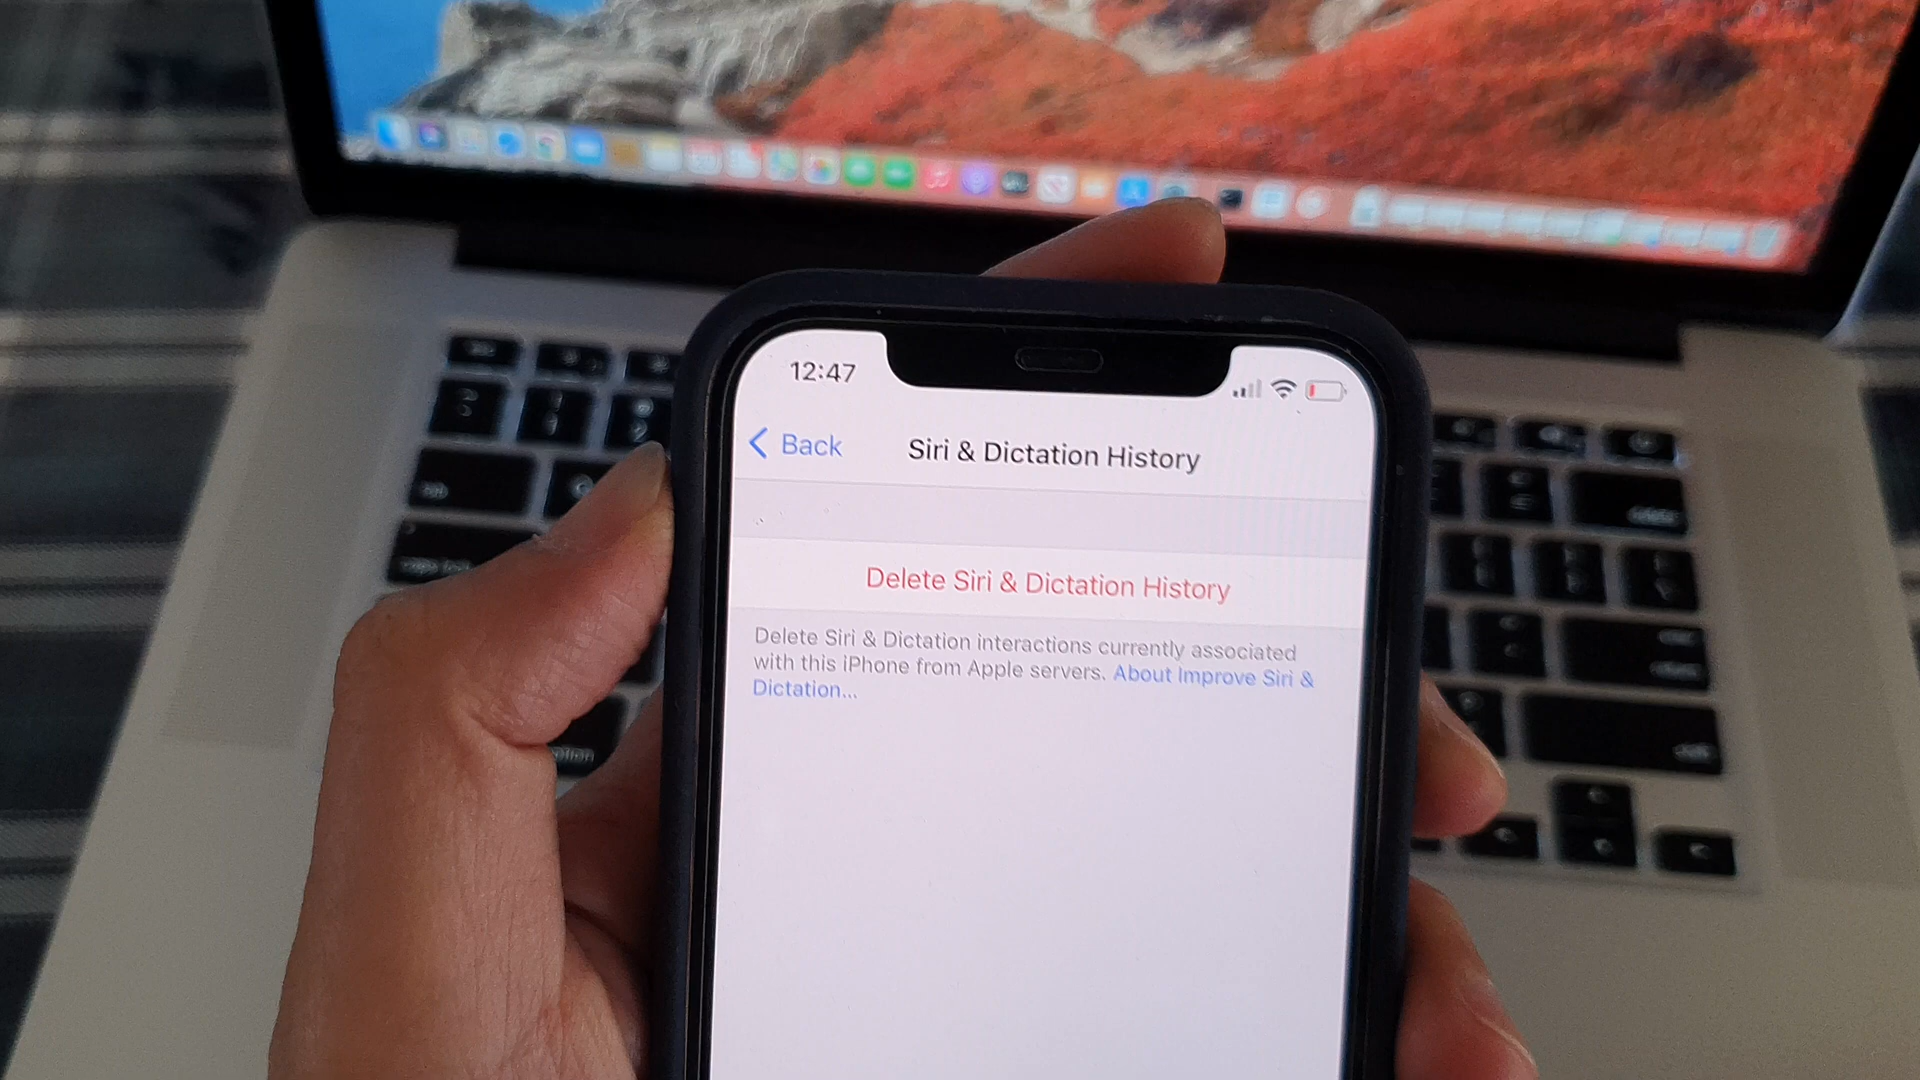 12:47
Back
Siri & Dictation History
Delete Siri & Dictation History
Delete Siri & Dictation interactions currently associated
with this iPhone from Apple servers. About Improve Siri &
Dictation...